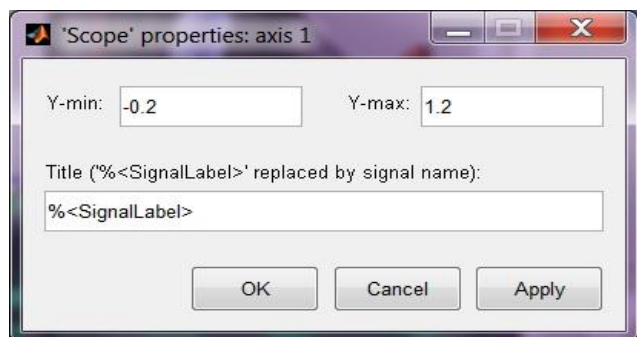 'Scope' properties: axis 1
Y-min: -0.2 Y-max: 1.2
Title ('%<SignalLabel>' replaced by signal name):
%<SignalLabel>
OK Cancel Apply